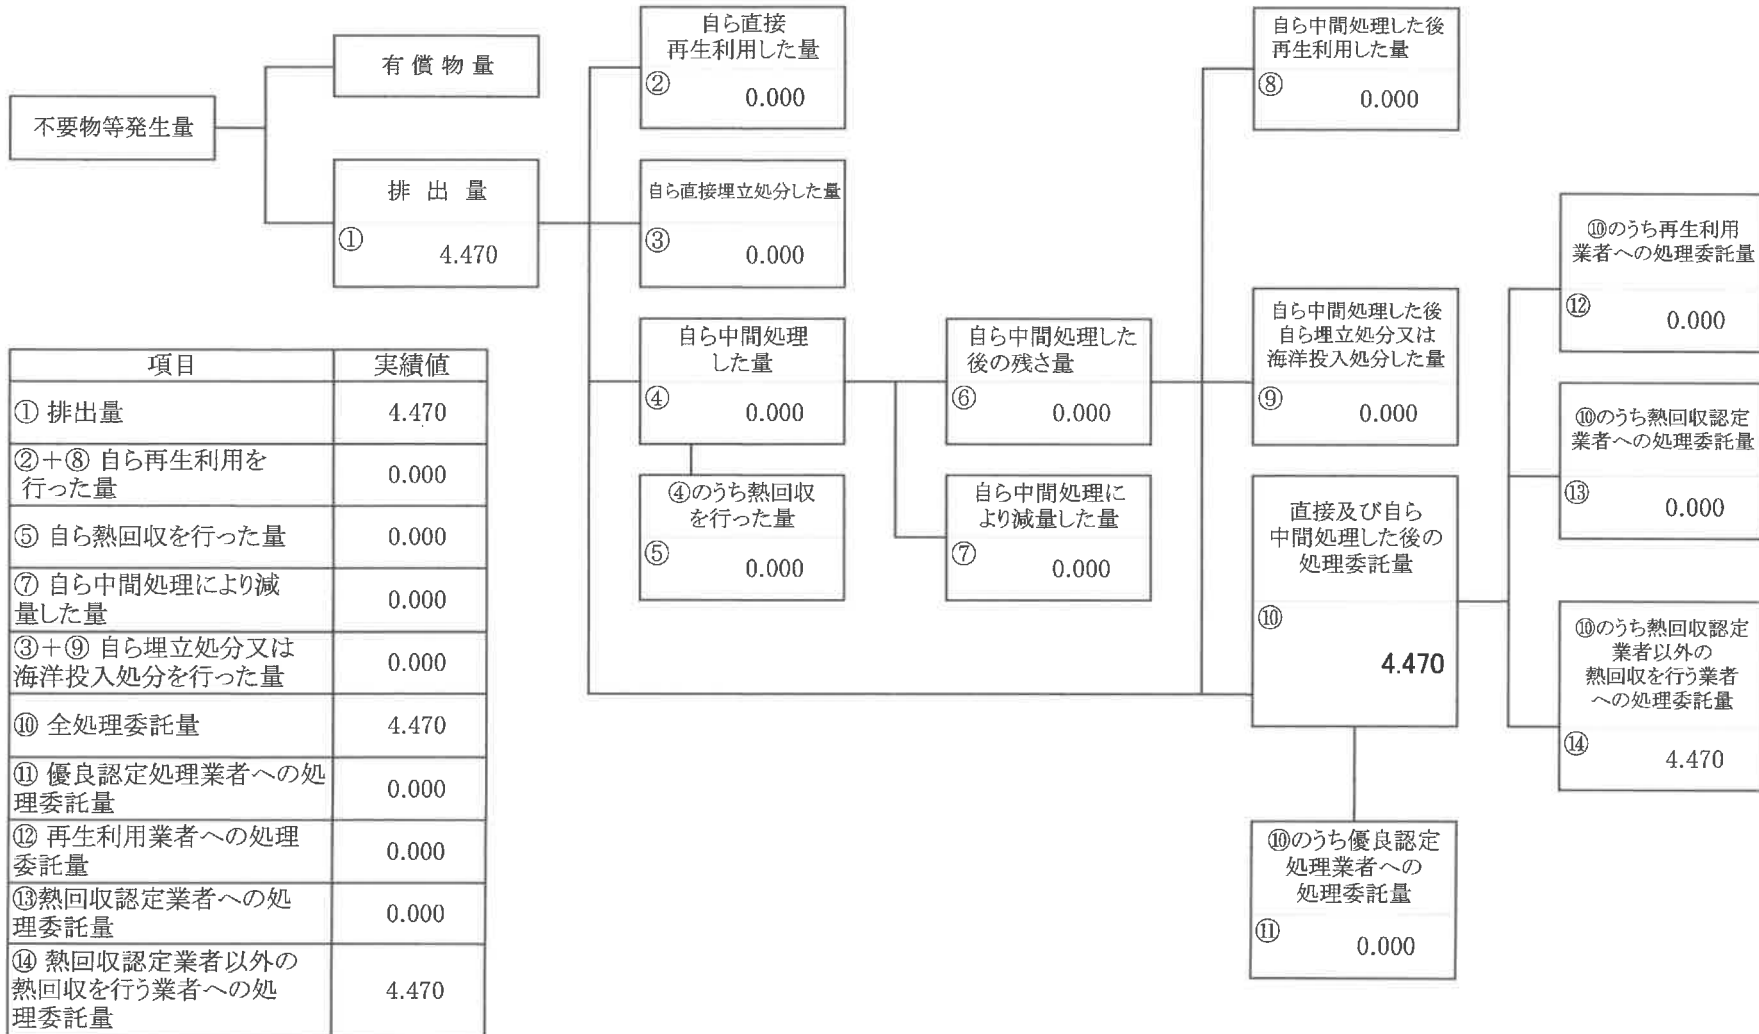 不要物等発生量
有 償 物 量
排 出 量
①
4.470
自ら直接
再生利用した量
②
0.000
自ら直接埋立処分した量
③
0.000
自ら中間処理
した量
④
0.000
④のうち熱回収
を行った量
⑤
0.000
自ら中間処理した
後の残さ量
⑥
0.000
自ら中間処理に
より減量した量
⑦
0.000
自ら中間処理した後
再生利用した量
⑧
0.000
自ら中間処理した後
自ら埋立処分又は
海洋投入処分した量
⑨
0.000
直接及び自ら
中間処理した後の
処理委託量
⑩
4.470
⑩のうち優良認定
処理業者への
処理委託量
⑪
0.000
⑩のうち再生利用
業者への処理委託量
⑫
0.000
⑩のうち熱回収認定
業者への処理委託量
⑬
0.000
⑩のうち熱回収認定
業者以外の
熱回収を行う業者
への処理委託量
⑭
4.470
項目 実績値
① 排出量 4.470
②+⑧ 自ら再生利用を
行った量 0.000
⑤ 自ら熱回収を行った量 0.000
⑦ 自ら中間処理により減
量した量 0.000
③+⑨ 自ら埋立処分又は
海洋投入処分を行った量 0.000
⑩ 全処理委託量 4.470
⑪ 優良認定処理業者への処
理委託量 0.000
⑫ 再生利用業者への処理
委託量 0.000
⑬熱回収認定業者への処
理委託量 0.000
⑭ 熱回収認定業者以外の
熱回収を行う業者への処
理委託量 4.470